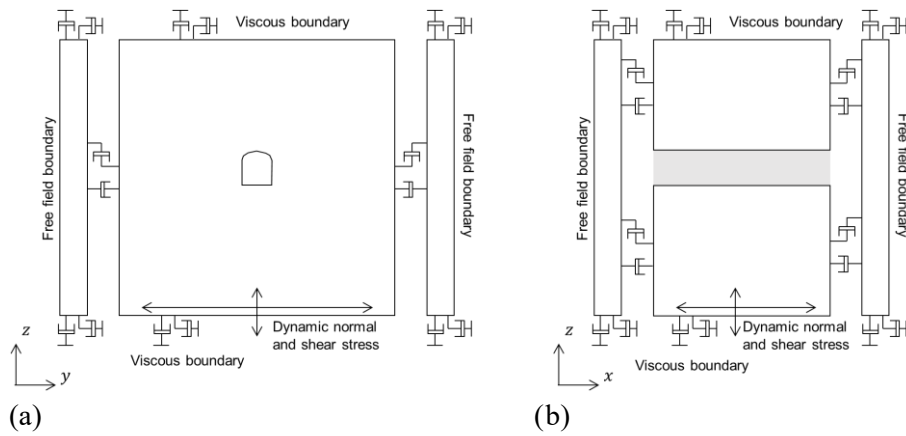 Viscous boundary
Free field boundary
Free field boundary
Dynamic normal
and shear stress
Viscous boundary
z
y
(a)
Viscous boundary
Free field boundary
Free field boundary
Dynamic normal
and shear stress
Viscous boundary
z
x
(b)